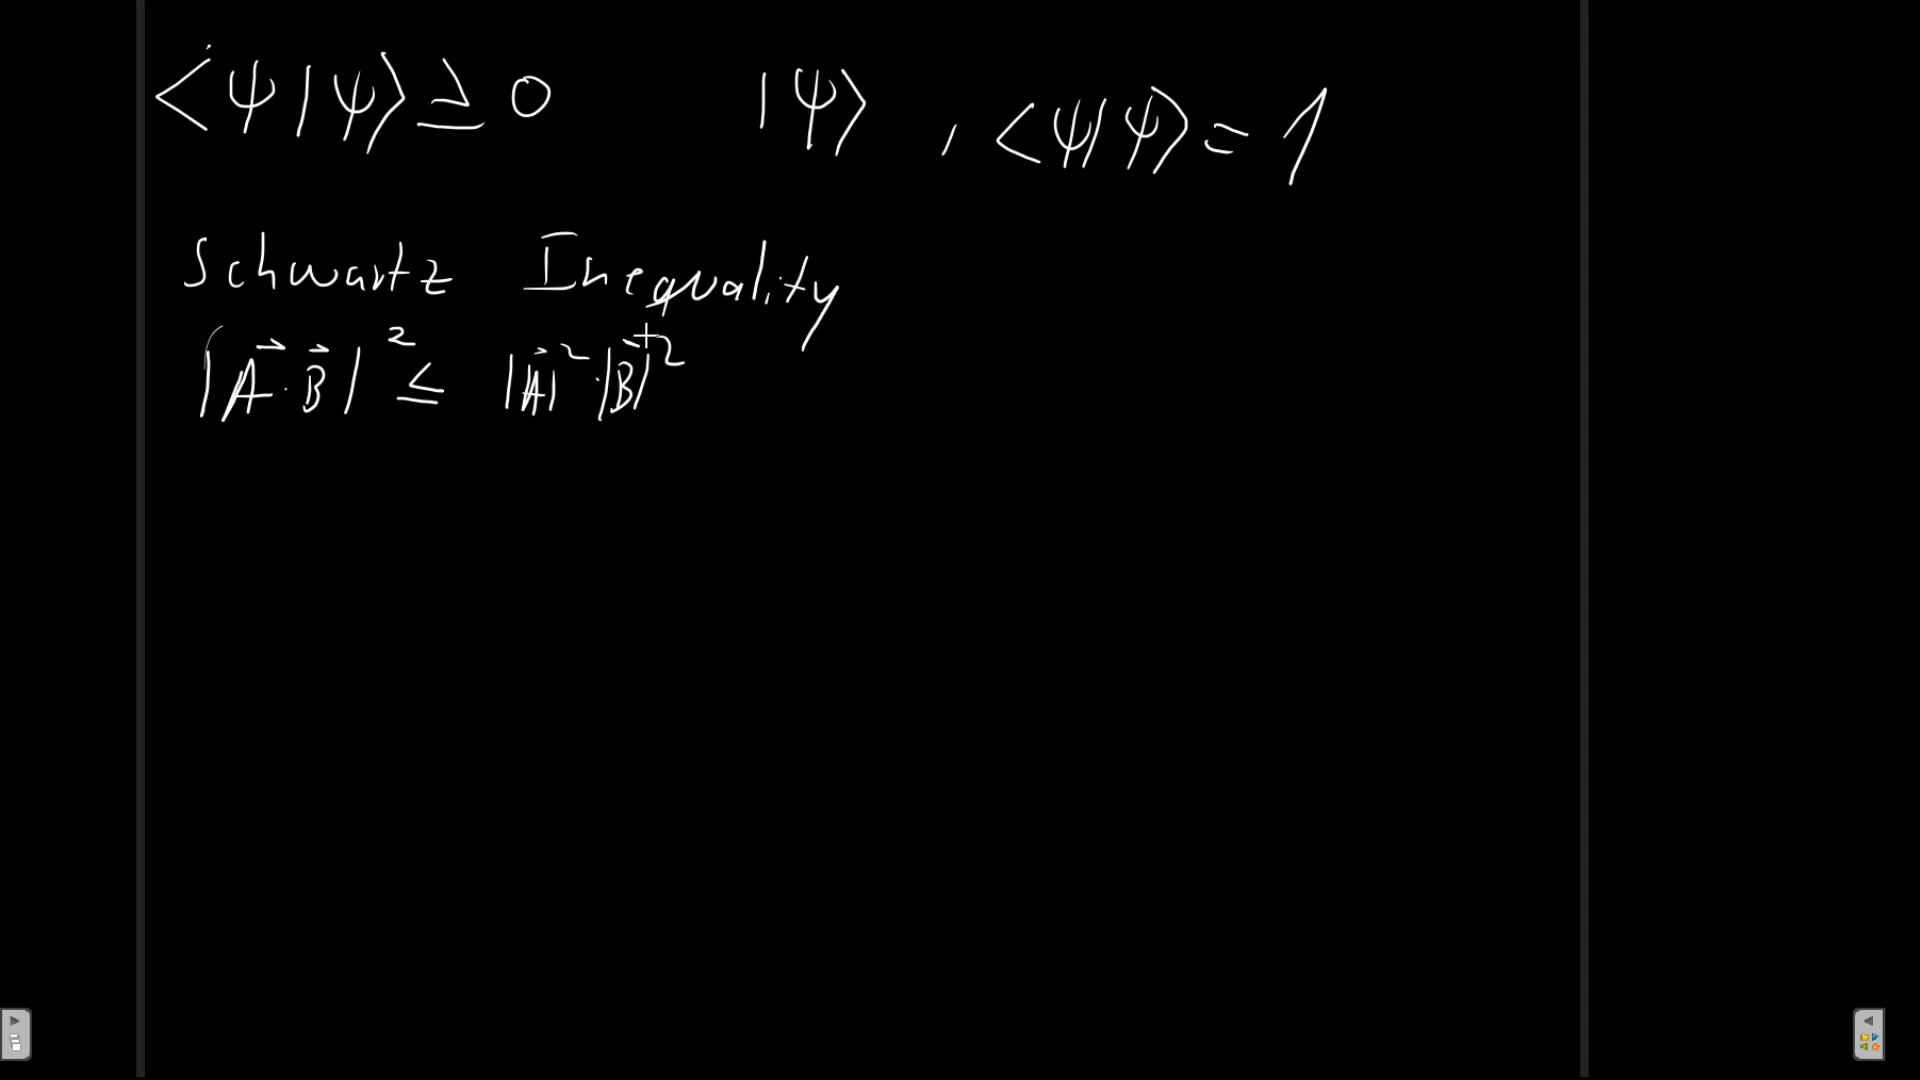 ⟨ψ|ψ⟩ ≥ 0 |ψ⟩ , ⟨ψ|ψ⟩ = 1
Schwartz Inequality
|A⃗ · B⃗|² ≤ |A⃗|² · |B⃗|²